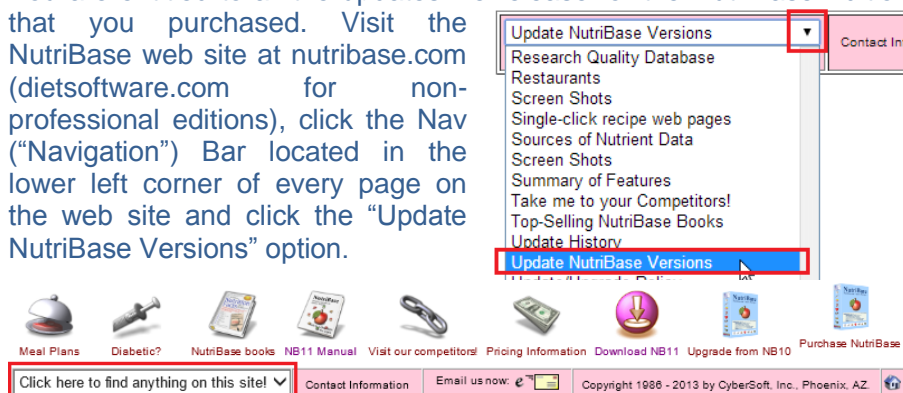 that you purchased. Visit the
NutriBase web site at nutribase.com
(dietsoftware.com for non-
professional editions), click the Nav
("Navigation") Bar located in the
lower left corner of every page on
the web site and click the "Update
NutriBase Versions" option.
Update NutriBase Versions
Contact In
Research Quality Database
Restaurants
Screen Shots
Single-click recipe web pages
Sources of Nutrient Data
Screen Shots
Summary of Features
Take me to your Competitors!
Top-Selling NutriBase Books
Update History
Update NutriBase Versions
Meal Plans Diabetic? NutriBase books NB11 Manual Visit our competitors! Pricing Information Download NB11 Upgrade from NB10 Purchase NutriBase
Click here to find anything on this site! Contact Information Email us now: Copyright 1986 - 2013 by CyberSoft, Inc., Phoenix, AZ.